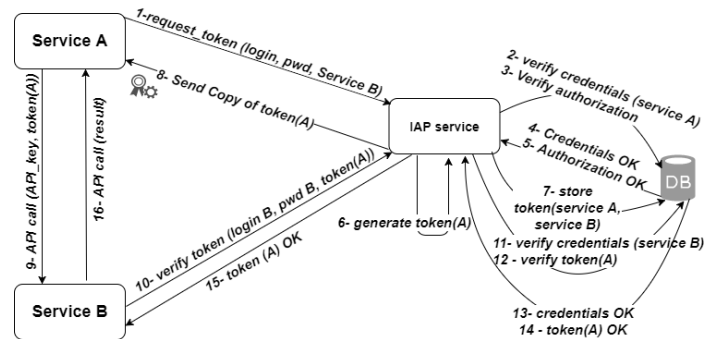 1-request_token (login, pwd, Service B)
Service A
8- Send Copy of token(A)
2- verify credentials (service A)
3- Verify authorization
IAP service
4- Credentials OK
5- Authorization OK
DB
9- API call (API_key, token(A))
16- API call (result)
7- store
token(service A,
service B)
6- generate token(A)
10- verify token (login B, pwd B, token(A))
15- token (A) OK
11- verify credentials (service B)
12 - verify token(A)
Service B
13- credentials OK
14 - token(A) OK